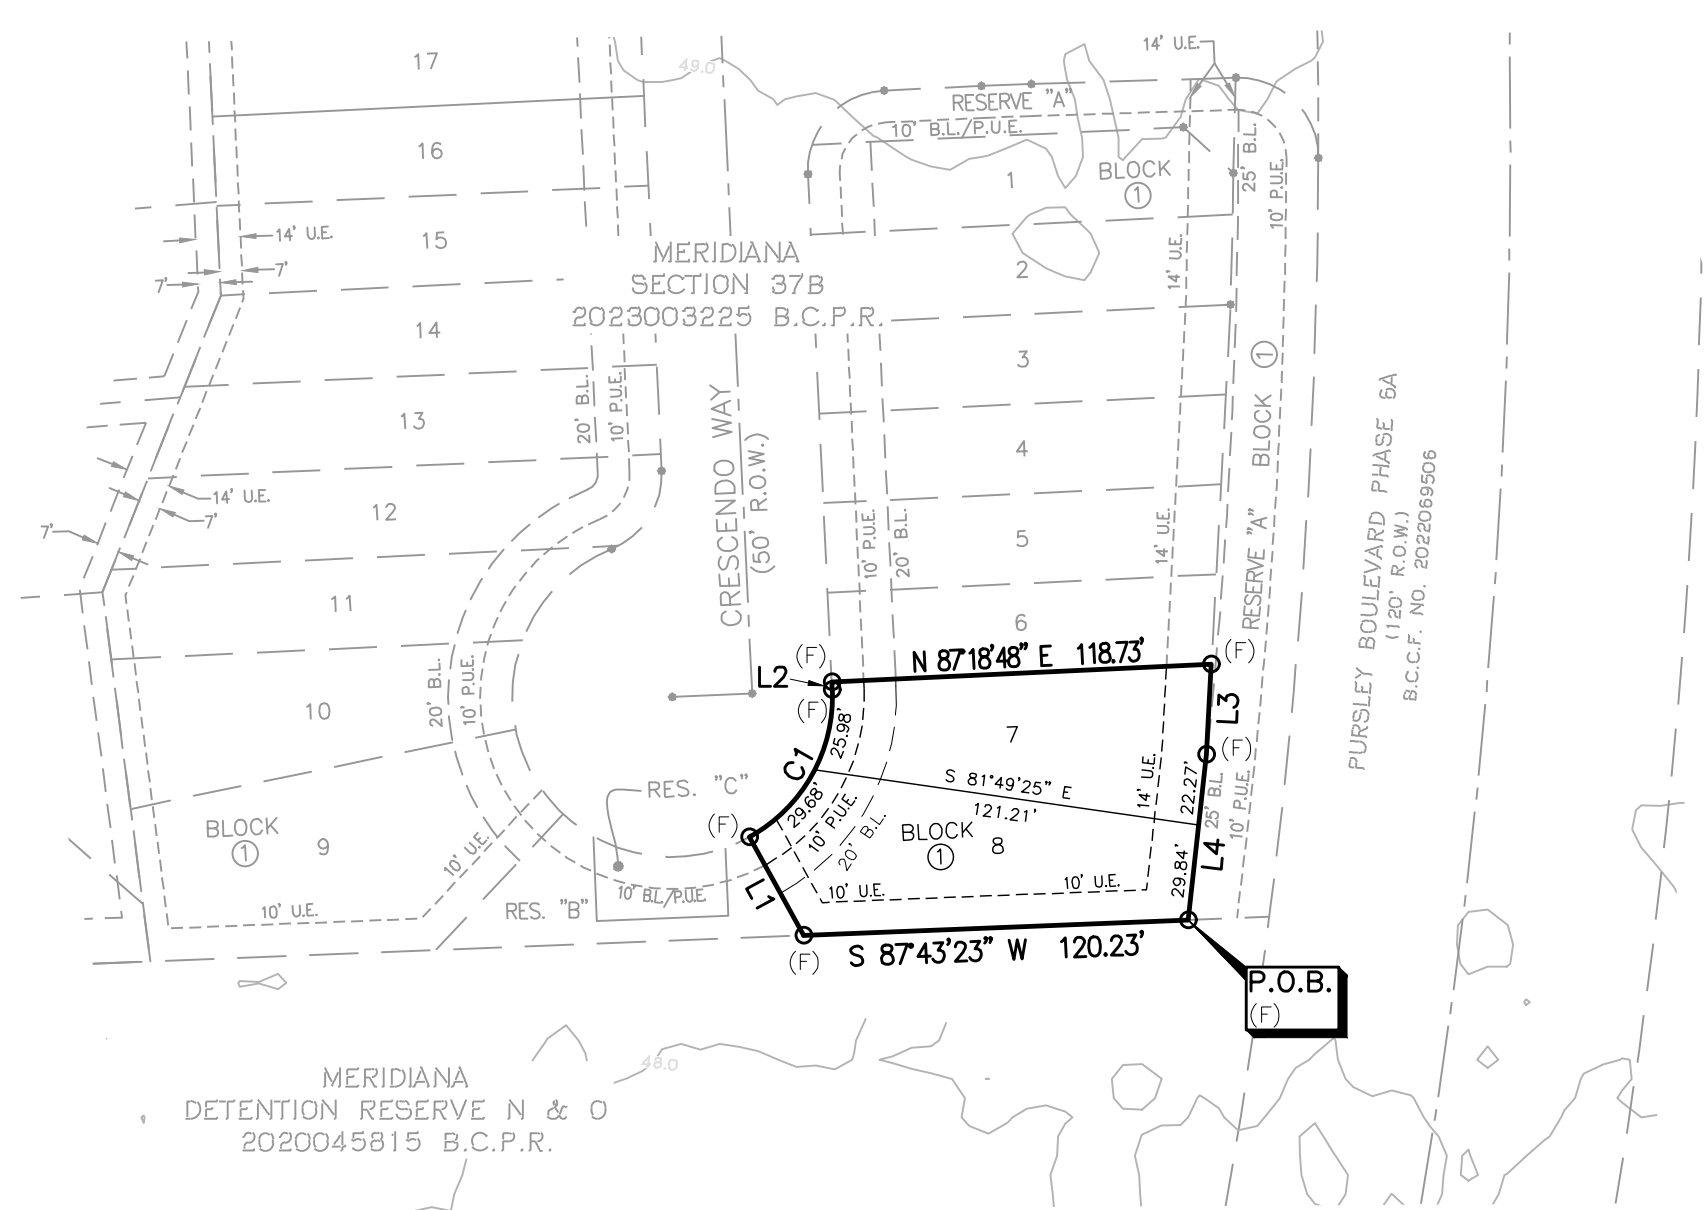 17
49.0
14' U.E.
RESERVE "A"
10' B.L./P.U.E.
16
25' B.L.
10' P.U.E.
BLOCK
1
1
14' U.E.
15
7'
7'
14' U.E.
MERIDIANA
SECTION 37B
2023003225 B.C.P.R.
2
14
3
BLOCK 1
CRESCENDO WAY
(50' R.O.W.)
20' B.L.
10' P.U.E.
13
4
PURSLEY BOULEVARD PHASE 6A
(120' R.O.W.)
B.C.C.F. NO. 2022069506
14' U.E.
7'
7'
12
10' P.U.E.
20' B.L.
5
14' U.E.
RESERVE "A"
11
6
(F)
N 87°18'48" E 118.73'
(F)
L2
(F)
20' B.L.
10' P.U.E.
10
25.98'
7
L3
(F)
C1
RES. "C"
S 81°49'25" E
121.21'
14' U.E.
22.27'
25' B.L.
10' P.U.E.
29.68'
10' P.U.E.
20' B.L.
(F)
BLOCK
1
9
BLOCK
1
8
10' U.E.
29.84'
L4
L1
10' U.E.
RES. "B"
10' B.L./P.U.E.
10' U.E.
10' U.E.
(F)
S 87°43'23" W 120.23'
P.O.B.
(F)
48.0
MERIDIANA
DETENTION RESERVE N & O
2020045815 B.C.P.R.